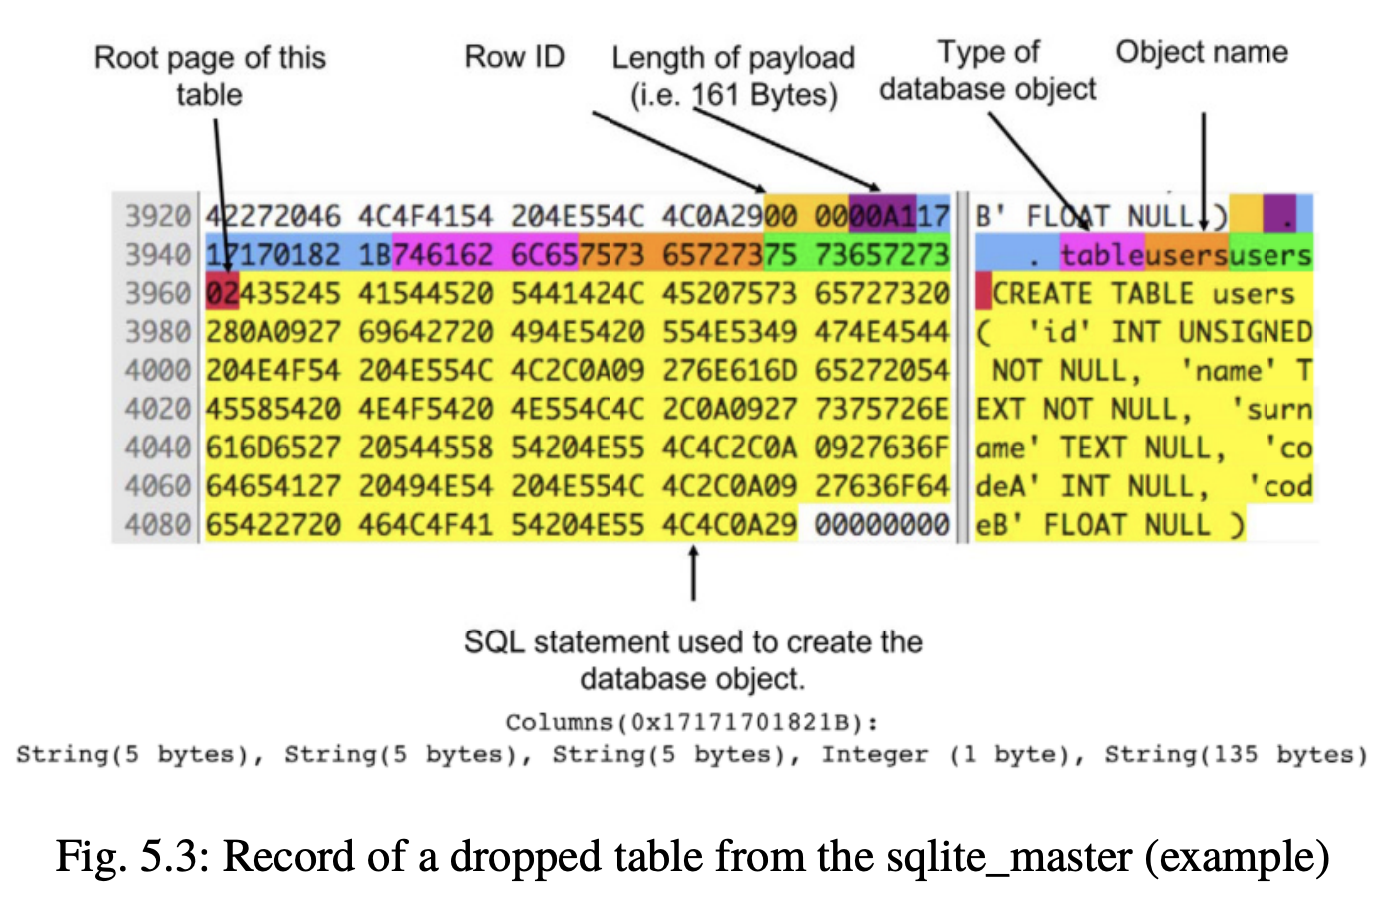 Root page of this
table
Row ID
Length of payload
(i.e. 161 Bytes)
Type of
database object
Object name
3920 42272046 4C4F4154 204E554C 4C0A2900 0000A117 B' FLOAT NULL ) .
3940 17170182 1B746162 6C657573 65727375 73657273 . tableusersusers
3960 02435245 41544520 5441424C 45207573 65727320 CREATE TABLE users
3980 280A0927 69642720 494E5420 554E5349 474E4544 ( 'id' INT UNSIGNED
4000 204E4F54 204E554C 4C2C0A09 276E616D 65272054 NOT NULL, 'name' T
4020 45585420 4E4F5420 4E554C4C 2C0A0927 7375726E EXT NOT NULL, 'surn
4040 616D6527 20544558 54204E55 4C4C2C0A 0927636F ame' TEXT NULL, 'co
4060 64654127 20494E54 204E554C 4C2C0A09 27636F64 deA' INT NULL, 'cod
4080 65422720 464C4F41 54204E55 4C4C0A29 00000000 eB' FLOAT NULL )
SQL statement used to create the
database object.
Columns(0x17171701821B):
String(5 bytes), String(5 bytes), String(5 bytes), Integer (1 byte), String(135 bytes)
Fig. 5.3: Record of a dropped table from the sqlite_master (example)